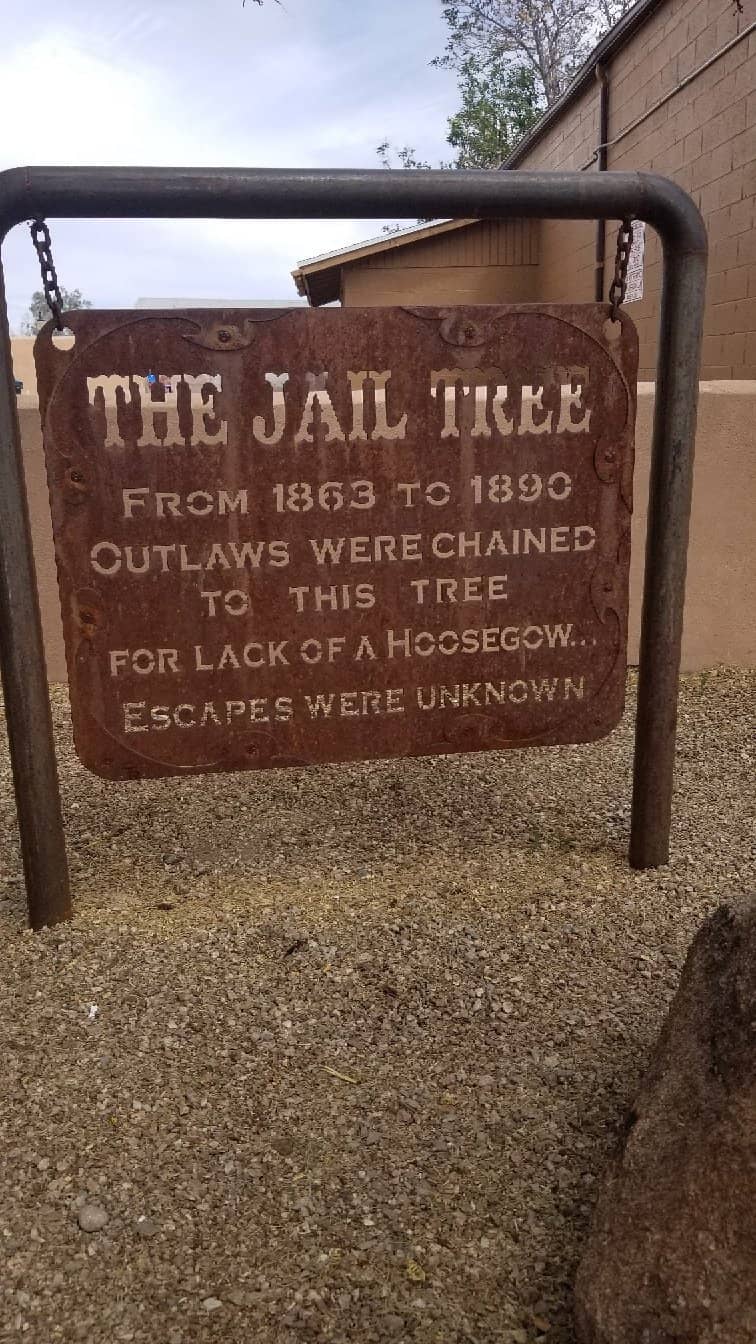 THE JAIL TREE
FROM 1863 TO 1890
OUTLAWS WERE CHAINED
TO THIS TREE
FOR LACK OF A HOOSEGOW...
ESCAPES WERE UNKNOWN